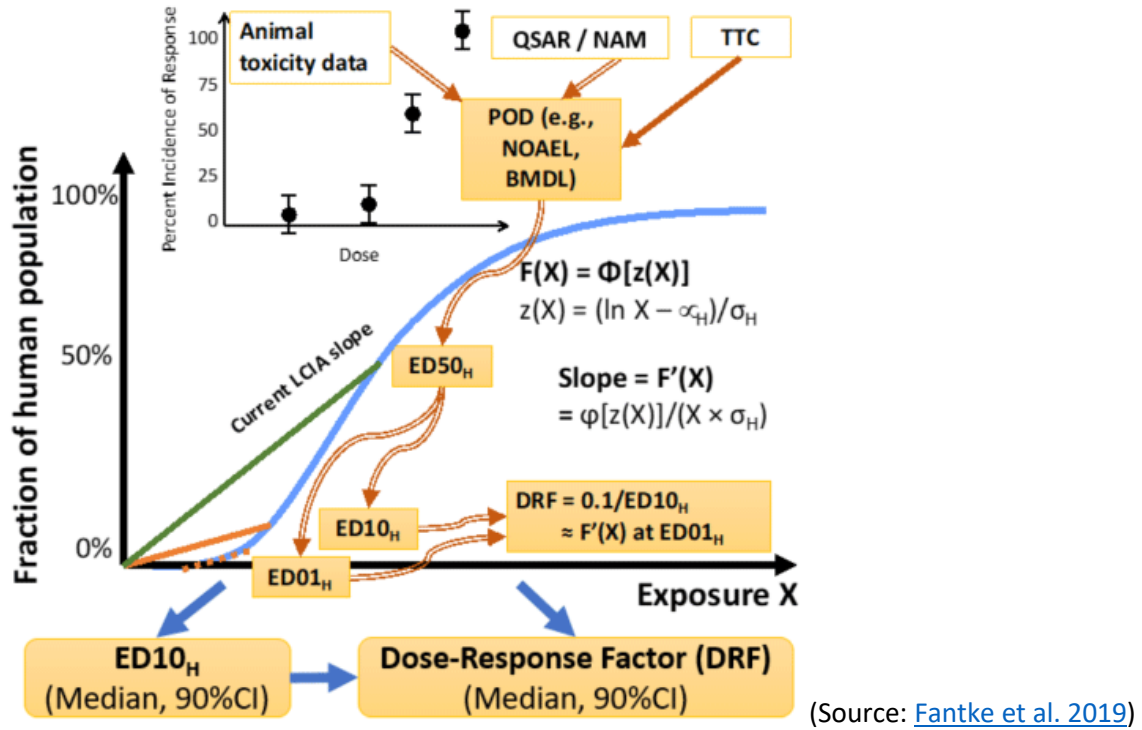 100
75
50
25
0
Percent Incidence of Response
Dose
Animal
toxicity data
QSAR / NAM
TTC
POD (e.g.,
NOAEL,
BMDL)
100%
50%
0%
Fraction of human population
Current LCIA slope
F(X) = Φ[z(X)]
z(X) = (ln X – ∝H)/σH
ED50H
Slope = F’(X)
= φ[z(X)]/(X × σH)
ED10H
ED01H
DRF = 0.1/ED10H
≈ F’(X) at ED01H
Exposure X
ED10H
(Median, 90%CI)
Dose-Response Factor (DRF)
(Median, 90%CI)
(Source: Fantke et al. 2019)